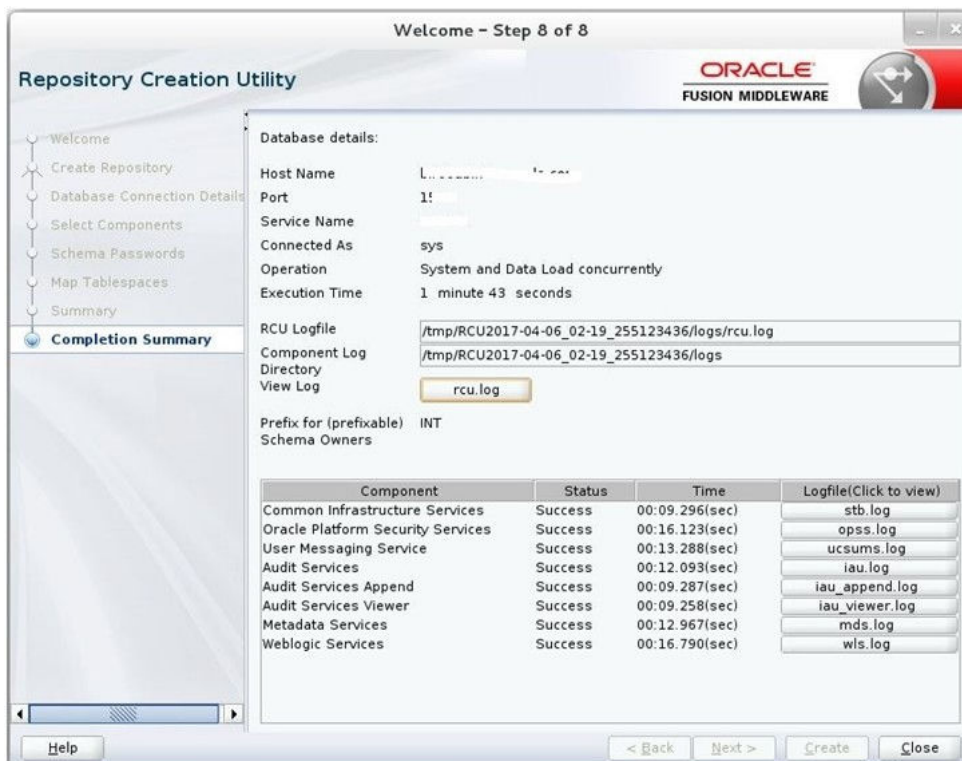 Welcome – Step 8 of 8
Repository Creation Utility
ORACLE
FUSION MIDDLEWARE
Welcome
Create Repository
Database Connection Details
Select Components
Schema Passwords
Map Tablespaces
Summary
Completion Summary
Database details:
Host Name
Port
Service Name
Connected As sys
Operation System and Data Load concurrently
Execution Time 1 minute 43 seconds
RCU Logfile /tmp/RCU2017-04-06_02-19_255123436/logs/rcu.log
Component Log Directory /tmp/RCU2017-04-06_02-19_255123436/logs
View Log rcu.log
Prefix for (prefixable) Schema Owners INT
Component Status Time Logfile(Click to view)
Common Infrastructure Services Success 00:09.296(sec) stb.log
Oracle Platform Security Services Success 00:16.123(sec) opss.log
User Messaging Service Success 00:13.288(sec) ucsums.log
Audit Services Success 00:12.093(sec) iau.log
Audit Services Append Success 00:09.287(sec) iau_append.log
Audit Services Viewer Success 00:09.258(sec) iau_viewer.log
Metadata Services Success 00:12.967(sec) mds.log
Weblogic Services Success 00:16.790(sec) wls.log
Help < Back Next > Create Close